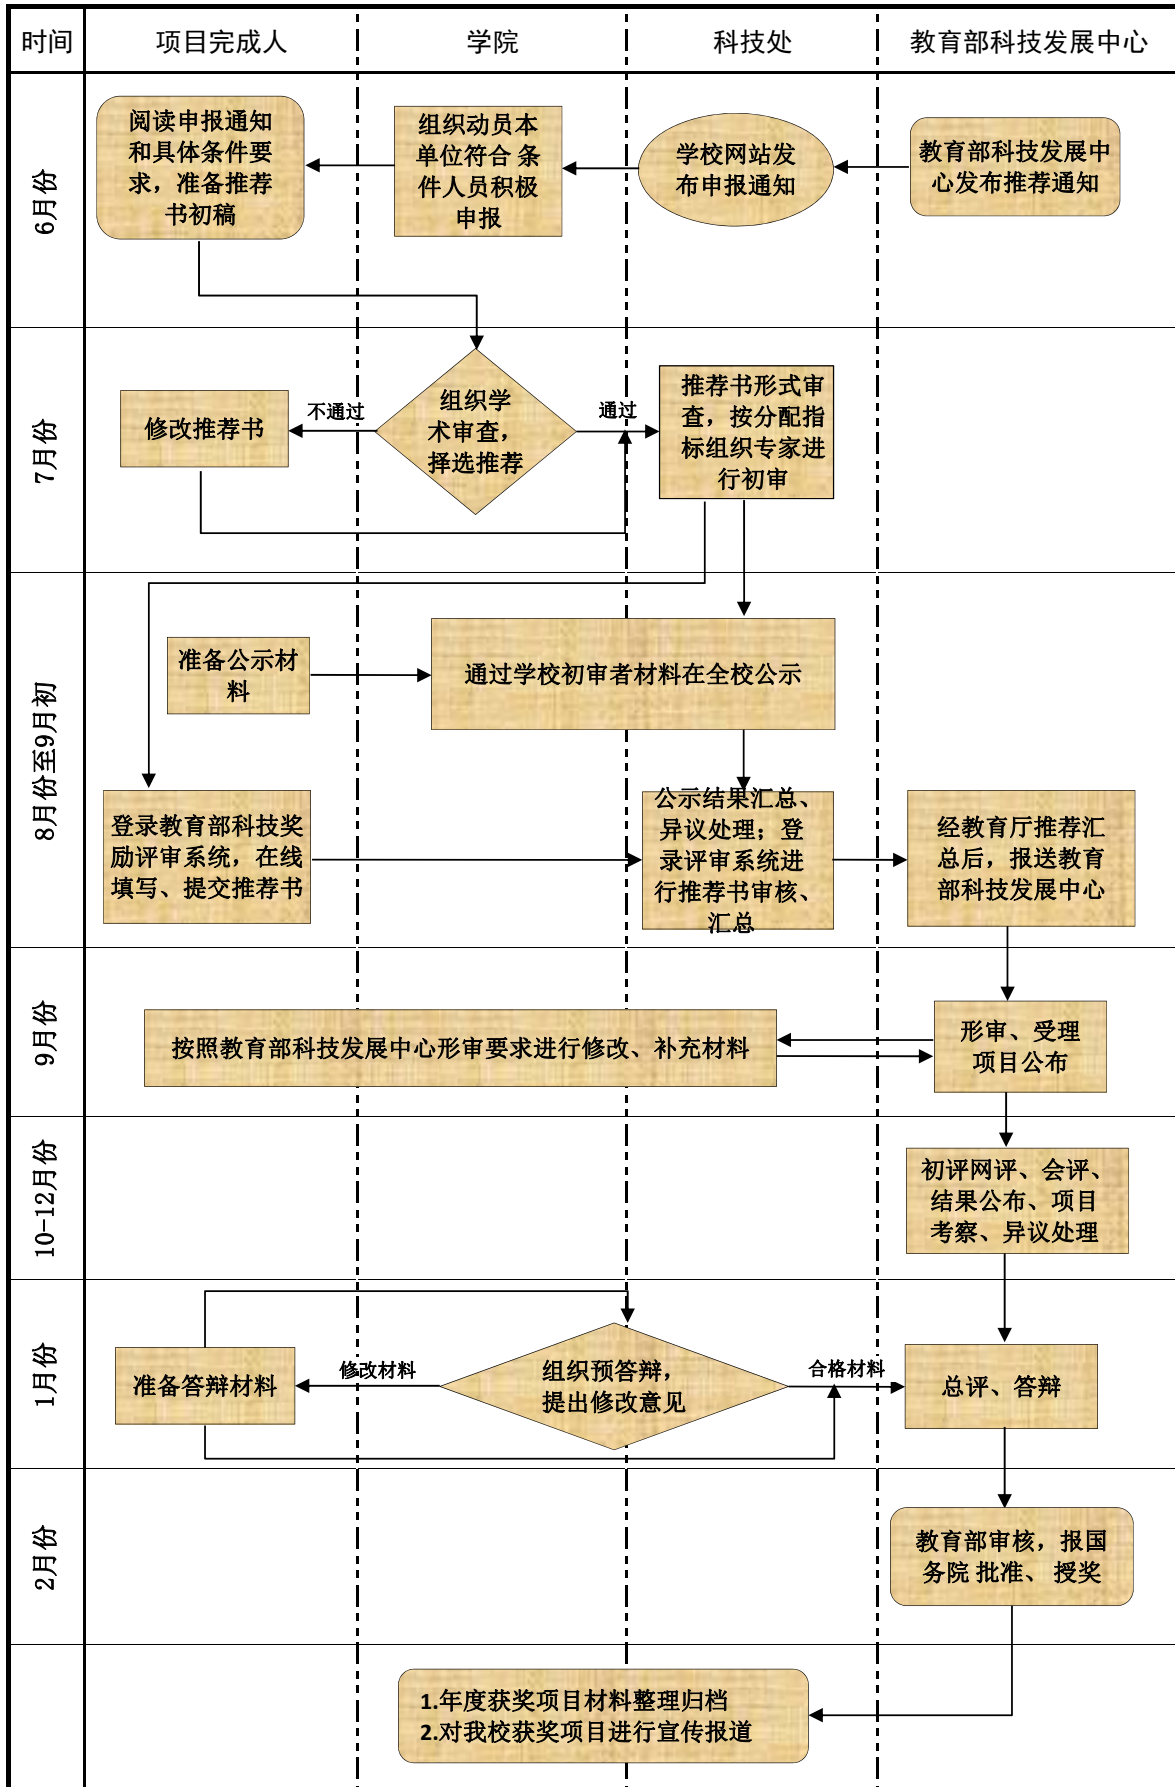 时间
项目完成人
学院
科技处
教育部科技发展中心
6月份
阅读申报通知
和具体条件要
求，准备推荐
书初稿
组织动员本
单位符合 条
件人员积极
申报
学校网站发
布申报通知
教育部科技发展中
心发布推荐通知
7月份
修改推荐书
不通过
组织学
术审查，
择选推荐
通过
推荐书形式审
查，按分配指
标组织专家进
行初审
8月份至9月初
准备公示材
料
通过学校初审者材料在全校公示
登录教育部科技奖
励评审系统，在线
填写、提交推荐书
公示结果汇总、
异议处理；登
录评审系统进
行推荐书审核、
汇总
经教育厅推荐汇
总后，报送教育
部科技发展中心
9月份
按照教育部科技发展中心形审要求进行修改、补充材料
形审、受理
项目公布
10-12月份
初评网评、会评、
结果公布、项目
考察、异议处理
1月份
准备答辩材料
修改材料
组织预答辩，
提出修改意见
合格材料
总评、答辩
2月份
教育部审核，报国
务院 批准、 授奖
1.年度获奖项目材料整理归档
2.对我校获奖项目进行宣传报道